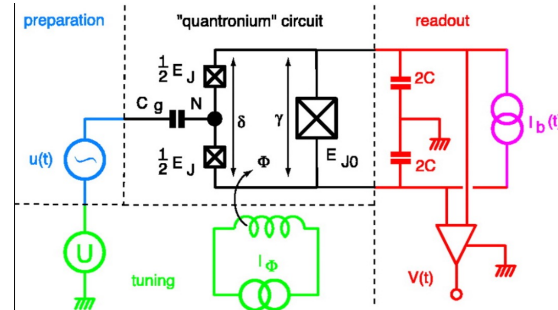 preparation
"quantronium" circuit
readout
½ E_J
C_g
N
δ
γ
2C
I_b(t)
u(t)
½ E_J
Φ
E_J0
2C
U
I_Φ
tuning
V(t)